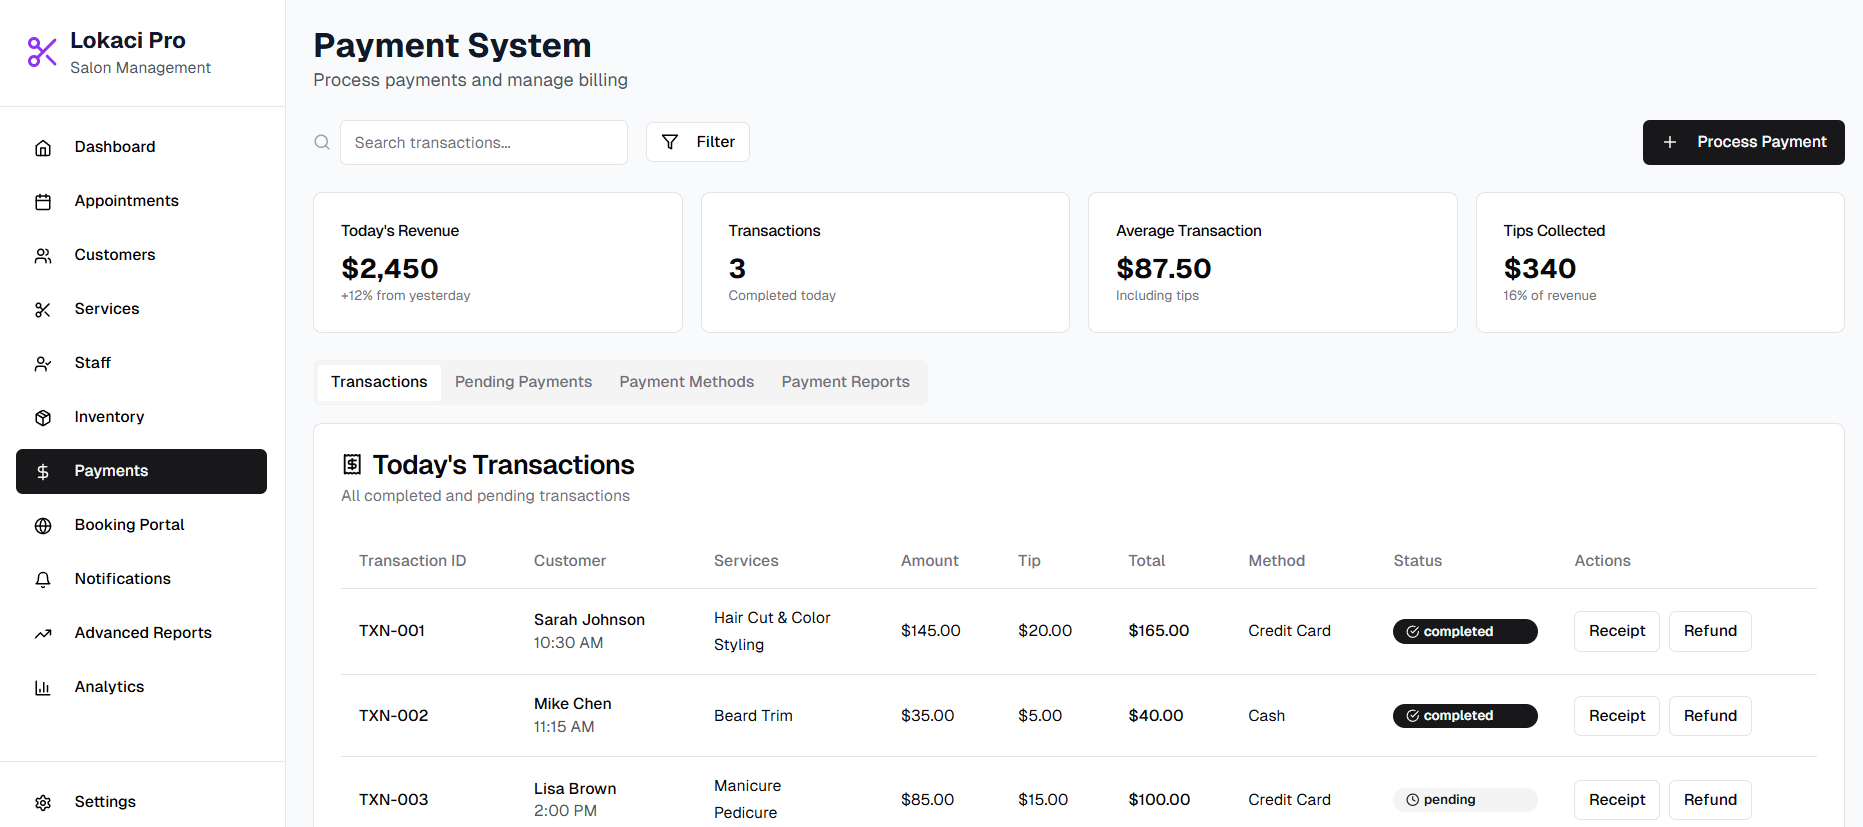 Lokaci Pro
Salon Management
Dashboard
Appointments
Customers
Services
Staff
Inventory
Payments
Booking Portal
Notifications
Advanced Reports
Analytics
Settings
Payment System
Process payments and manage billing
Search transactions...
Filter
Process Payment
Today's Revenue
$2,450
+12% from yesterday
Transactions
3
Completed today
Average Transaction
$87.50
Including tips
Tips Collected
$340
16% of revenue
Transactions Pending Payments Payment Methods Payment Reports
Today's Transactions
All completed and pending transactions
Transaction ID Customer Services Amount Tip Total Method Status Actions
TXN-001
Sarah Johnson
10:30 AM
Hair Cut & Color
Styling
$145.00 $20.00 $165.00 Credit Card completed Receipt Refund
TXN-002
Mike Chen
11:15 AM
Beard Trim
$35.00 $5.00 $40.00 Cash completed Receipt Refund
TXN-003
Lisa Brown
2:00 PM
Manicure
Pedicure
$85.00 $15.00 $100.00 Credit Card pending Receipt Refund